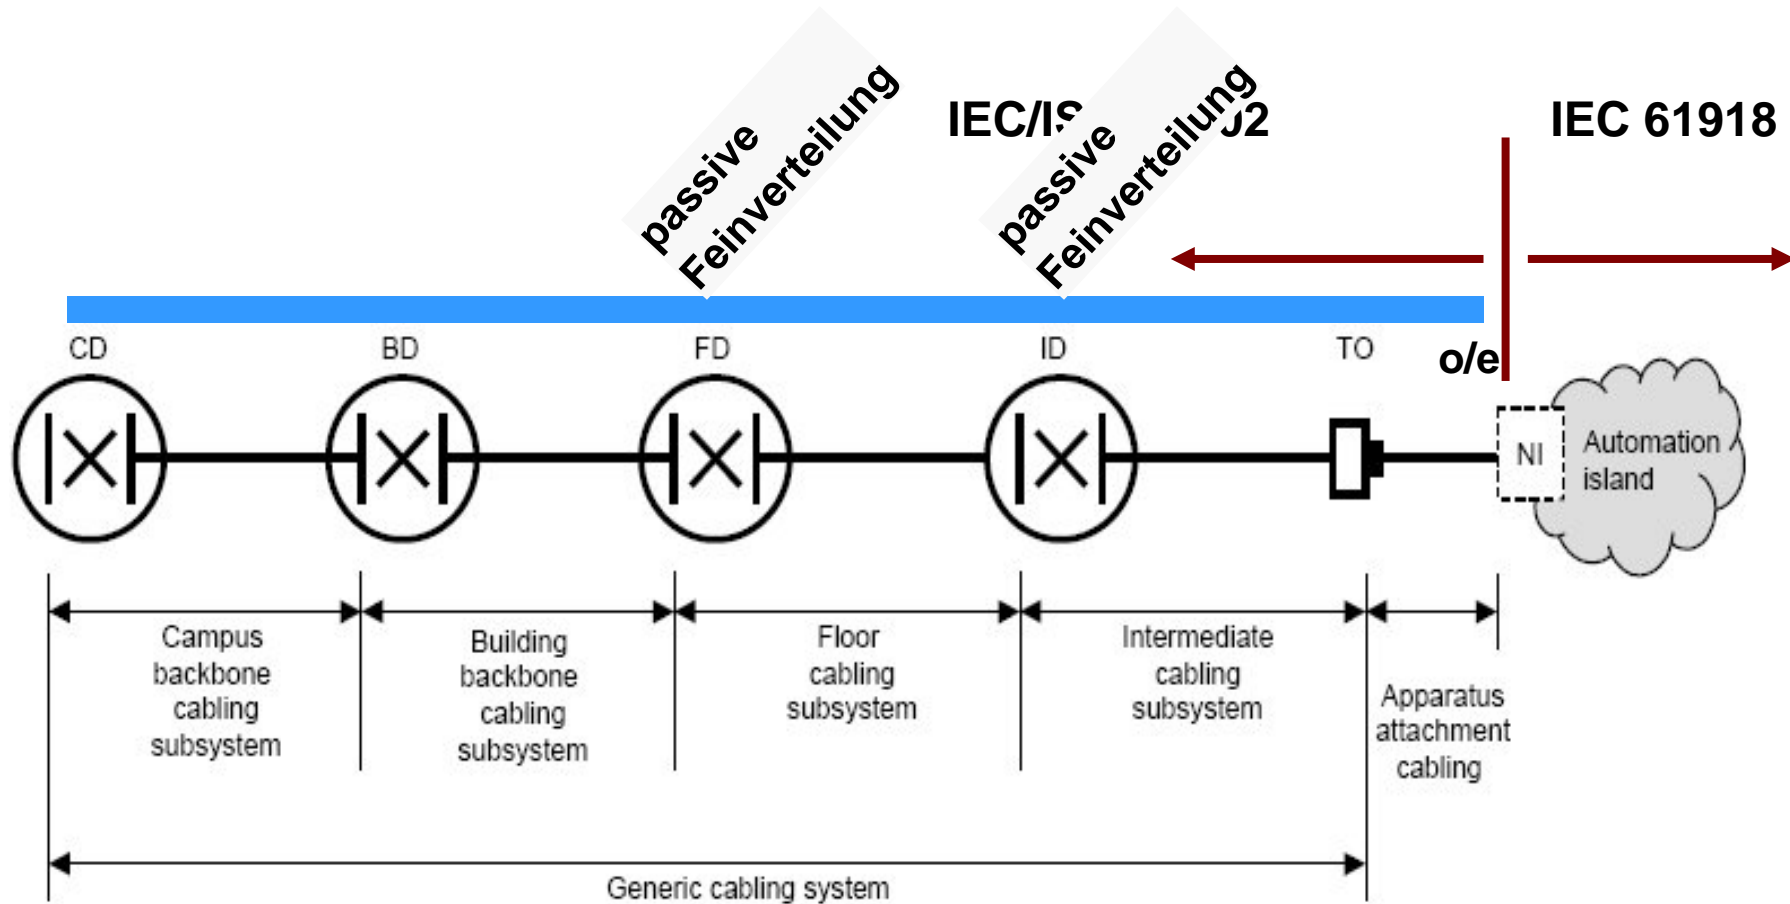 passive
Feinverteilung
passive
Feinverteilung
IEC/IS
02
IEC 61918
CD
BD
FD
ID
TO
o/e
NI
Automation
island
Campus
backbone
cabling
subsystem
Building
backbone
cabling
subsystem
Floor
cabling
subsystem
Intermediate
cabling
subsystem
Apparatus
attachment
cabling
Generic cabling system